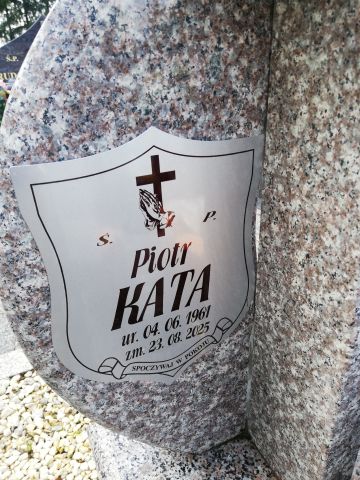 Ś.P.
Ś. P.
Piotr
KATA
ur. 04. 06. 1961
zm. 23. 08. 2025
SPOCZYWAJ W POKOJU